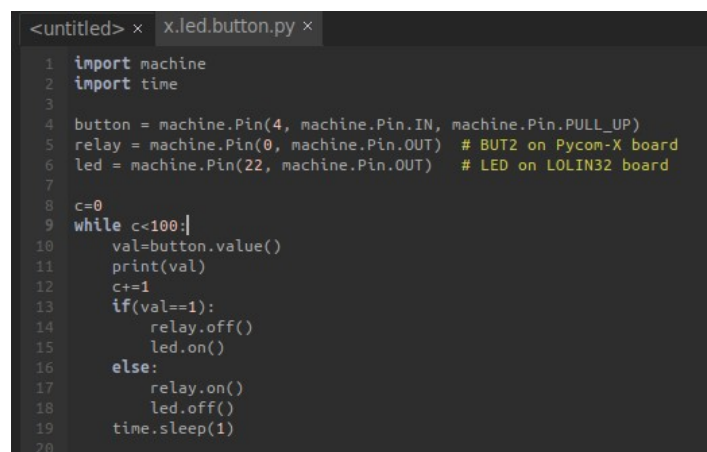 <untitled> × x.led.button.py ×
1 import machine
2 import time
3
4 button = machine.Pin(4, machine.Pin.IN, machine.Pin.PULL_UP)
5 relay = machine.Pin(0, machine.Pin.OUT)  # BUT2 on Pycom-X board
6 led = machine.Pin(22, machine.Pin.OUT)   # LED on LOLIN32 board
7
8 c=0
9 while c<100:
10     val=button.value()
11     print(val)
12     c+=1
13     if(val==1):
14         relay.off()
15         led.on()
16     else:
17         relay.on()
18         led.off()
19     time.sleep(1)
20